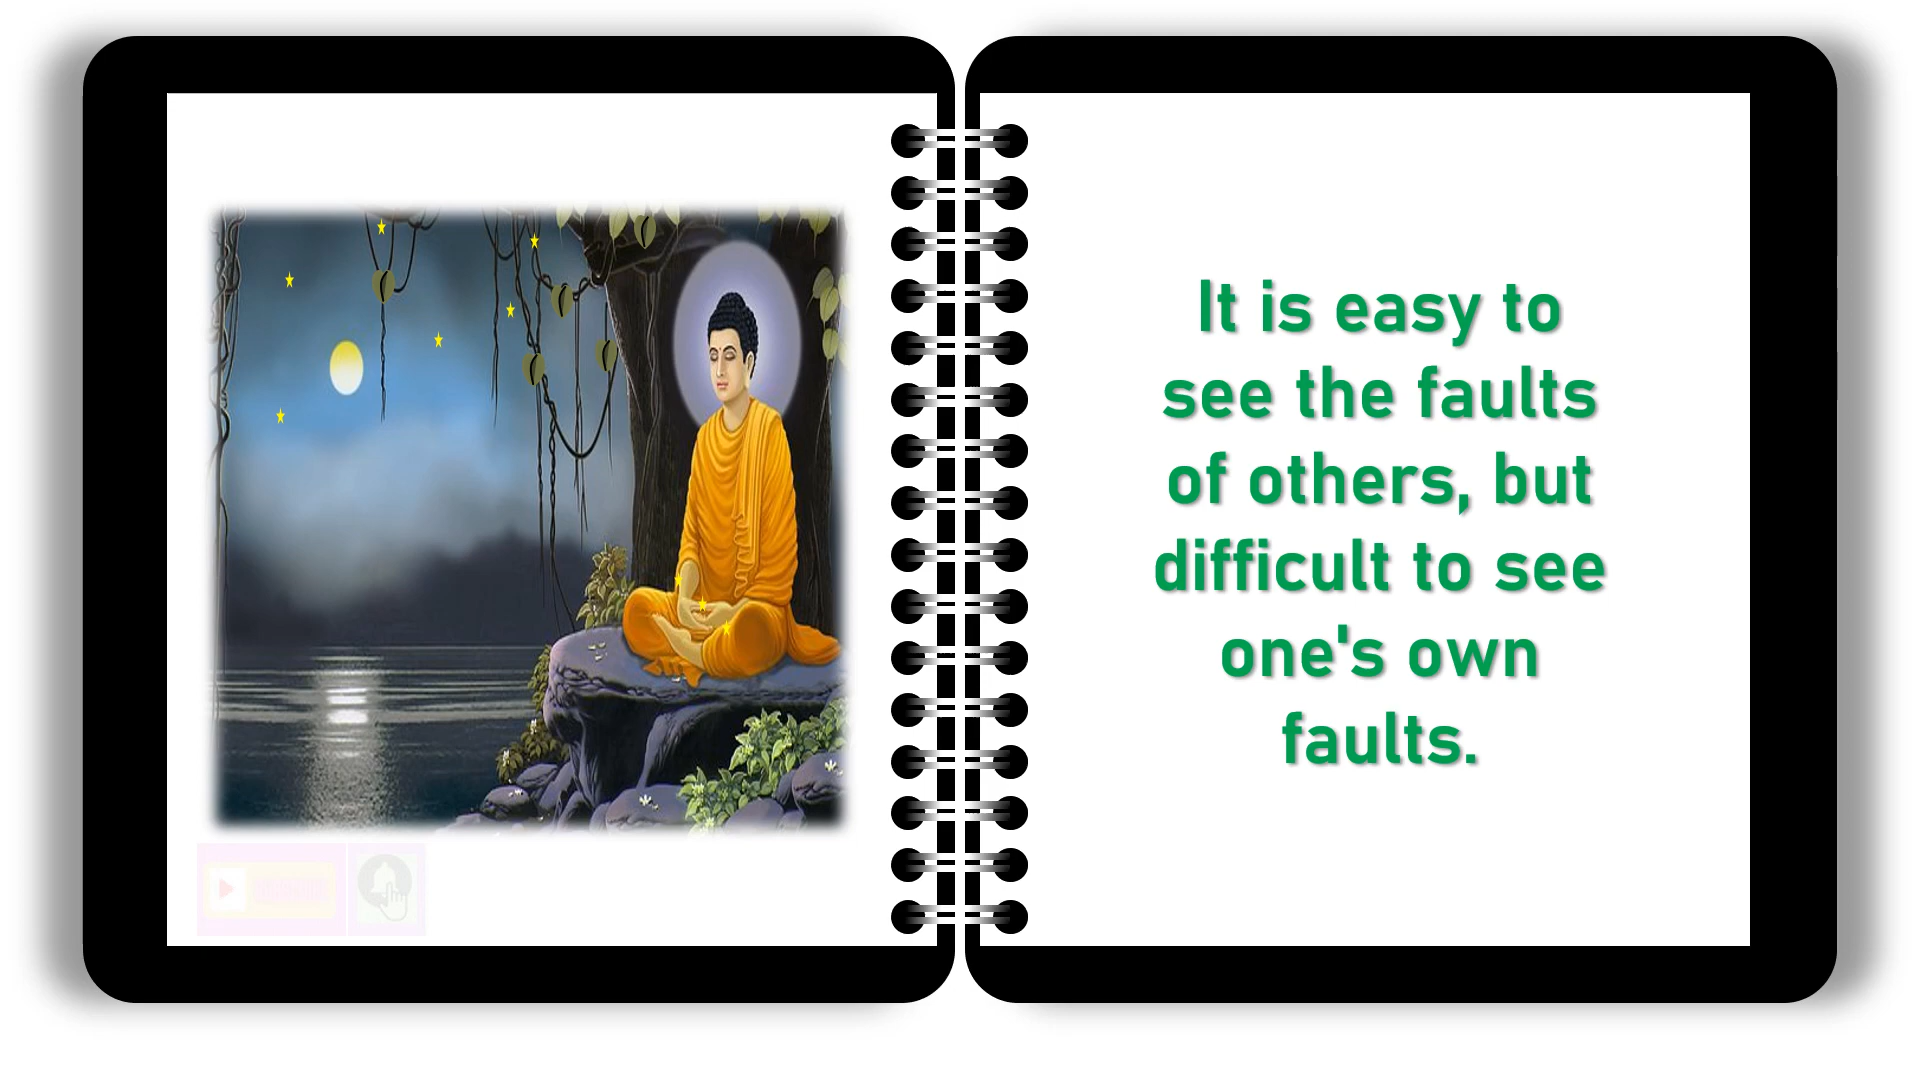 It is easy to
see the faults
of others, but
difficult to see
one's own
faults.